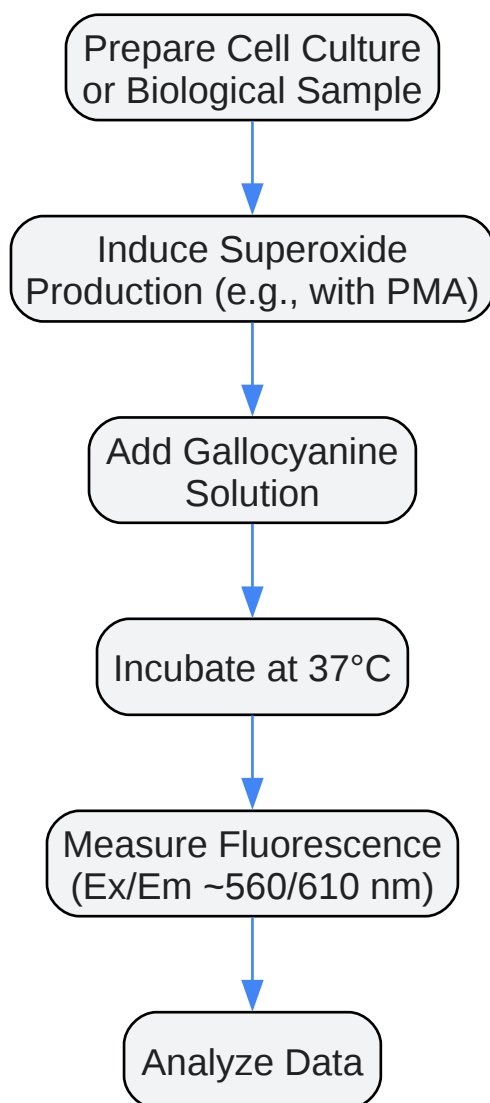 Prepare Cell Culture
or Biological Sample
Induce Superoxide
Production (e.g., with PMA)
Add Gallocyanine
Solution
Incubate at 37°C
Measure Fluorescence
(Ex/Em ~560/610 nm)
Analyze Data